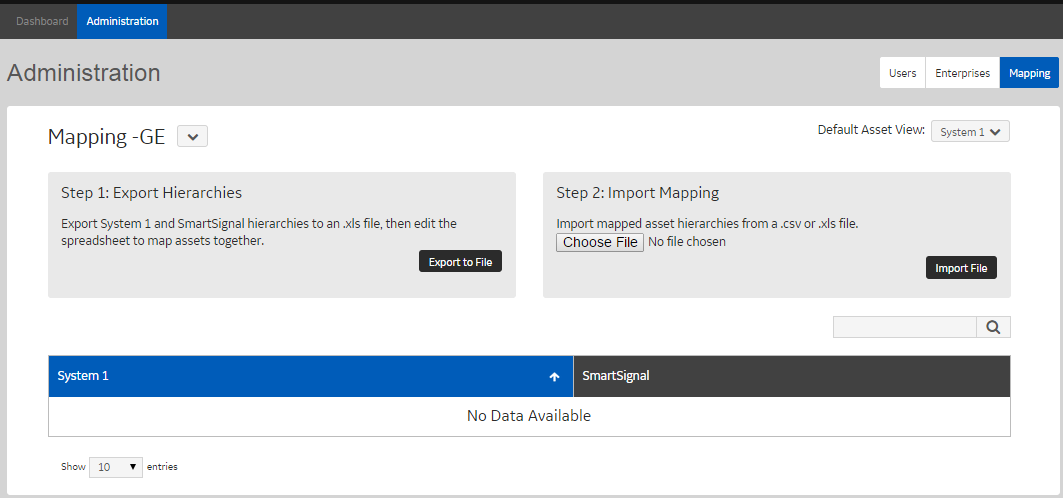 Dashboard Administration
Administration
Users Enterprises Mapping
Mapping -GE
Default Asset View: System 1
Step 1: Export Hierarchies
Export System 1 and SmartSignal hierarchies to an .xls file, then edit the
spreadsheet to map assets together.
Export to File
Step 2: Import Mapping
Import mapped asset hierarchies from a .csv or .xls file.
Choose File No file chosen
Import File
System 1 SmartSignal
No Data Available
Show 10 entries